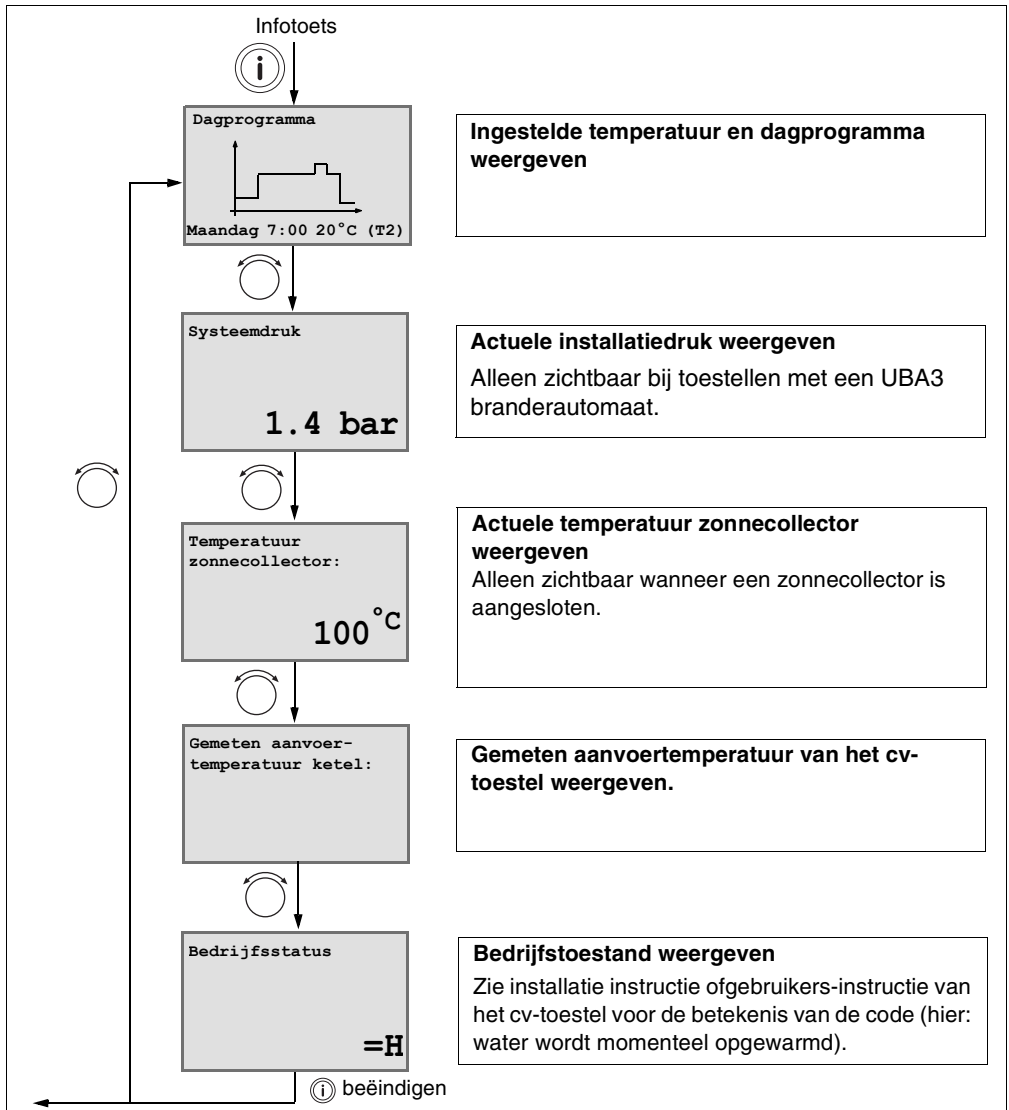 Infotoets
i
Dagprogramma
Maandag 7:00 20°C (T2)
Ingestelde temperatuur en dagprogramma
weergeven
Systeemdruk
1.4 bar
Actuele installatiedruk weergeven
Alleen zichtbaar bij toestellen met een UBA3
branderautomaat.
Temperatuur
zonnecollector:
100°C
Actuele temperatuur zonnecollector
weergeven
Alleen zichtbaar wanneer een zonnecollector is
aangesloten.
Gemeten aanvoer-
temperatuur ketel:
Gemeten aanvoertemperatuur van het cv-
toestel weergeven.
Bedrijfsstatus
=H
Bedrijfstoestand weergeven
Zie installatie instructie ofgebruikers-instructie van
het cv-toestel voor de betekenis van de code (hier:
water wordt momenteel opgewarmd).
i beëindigen